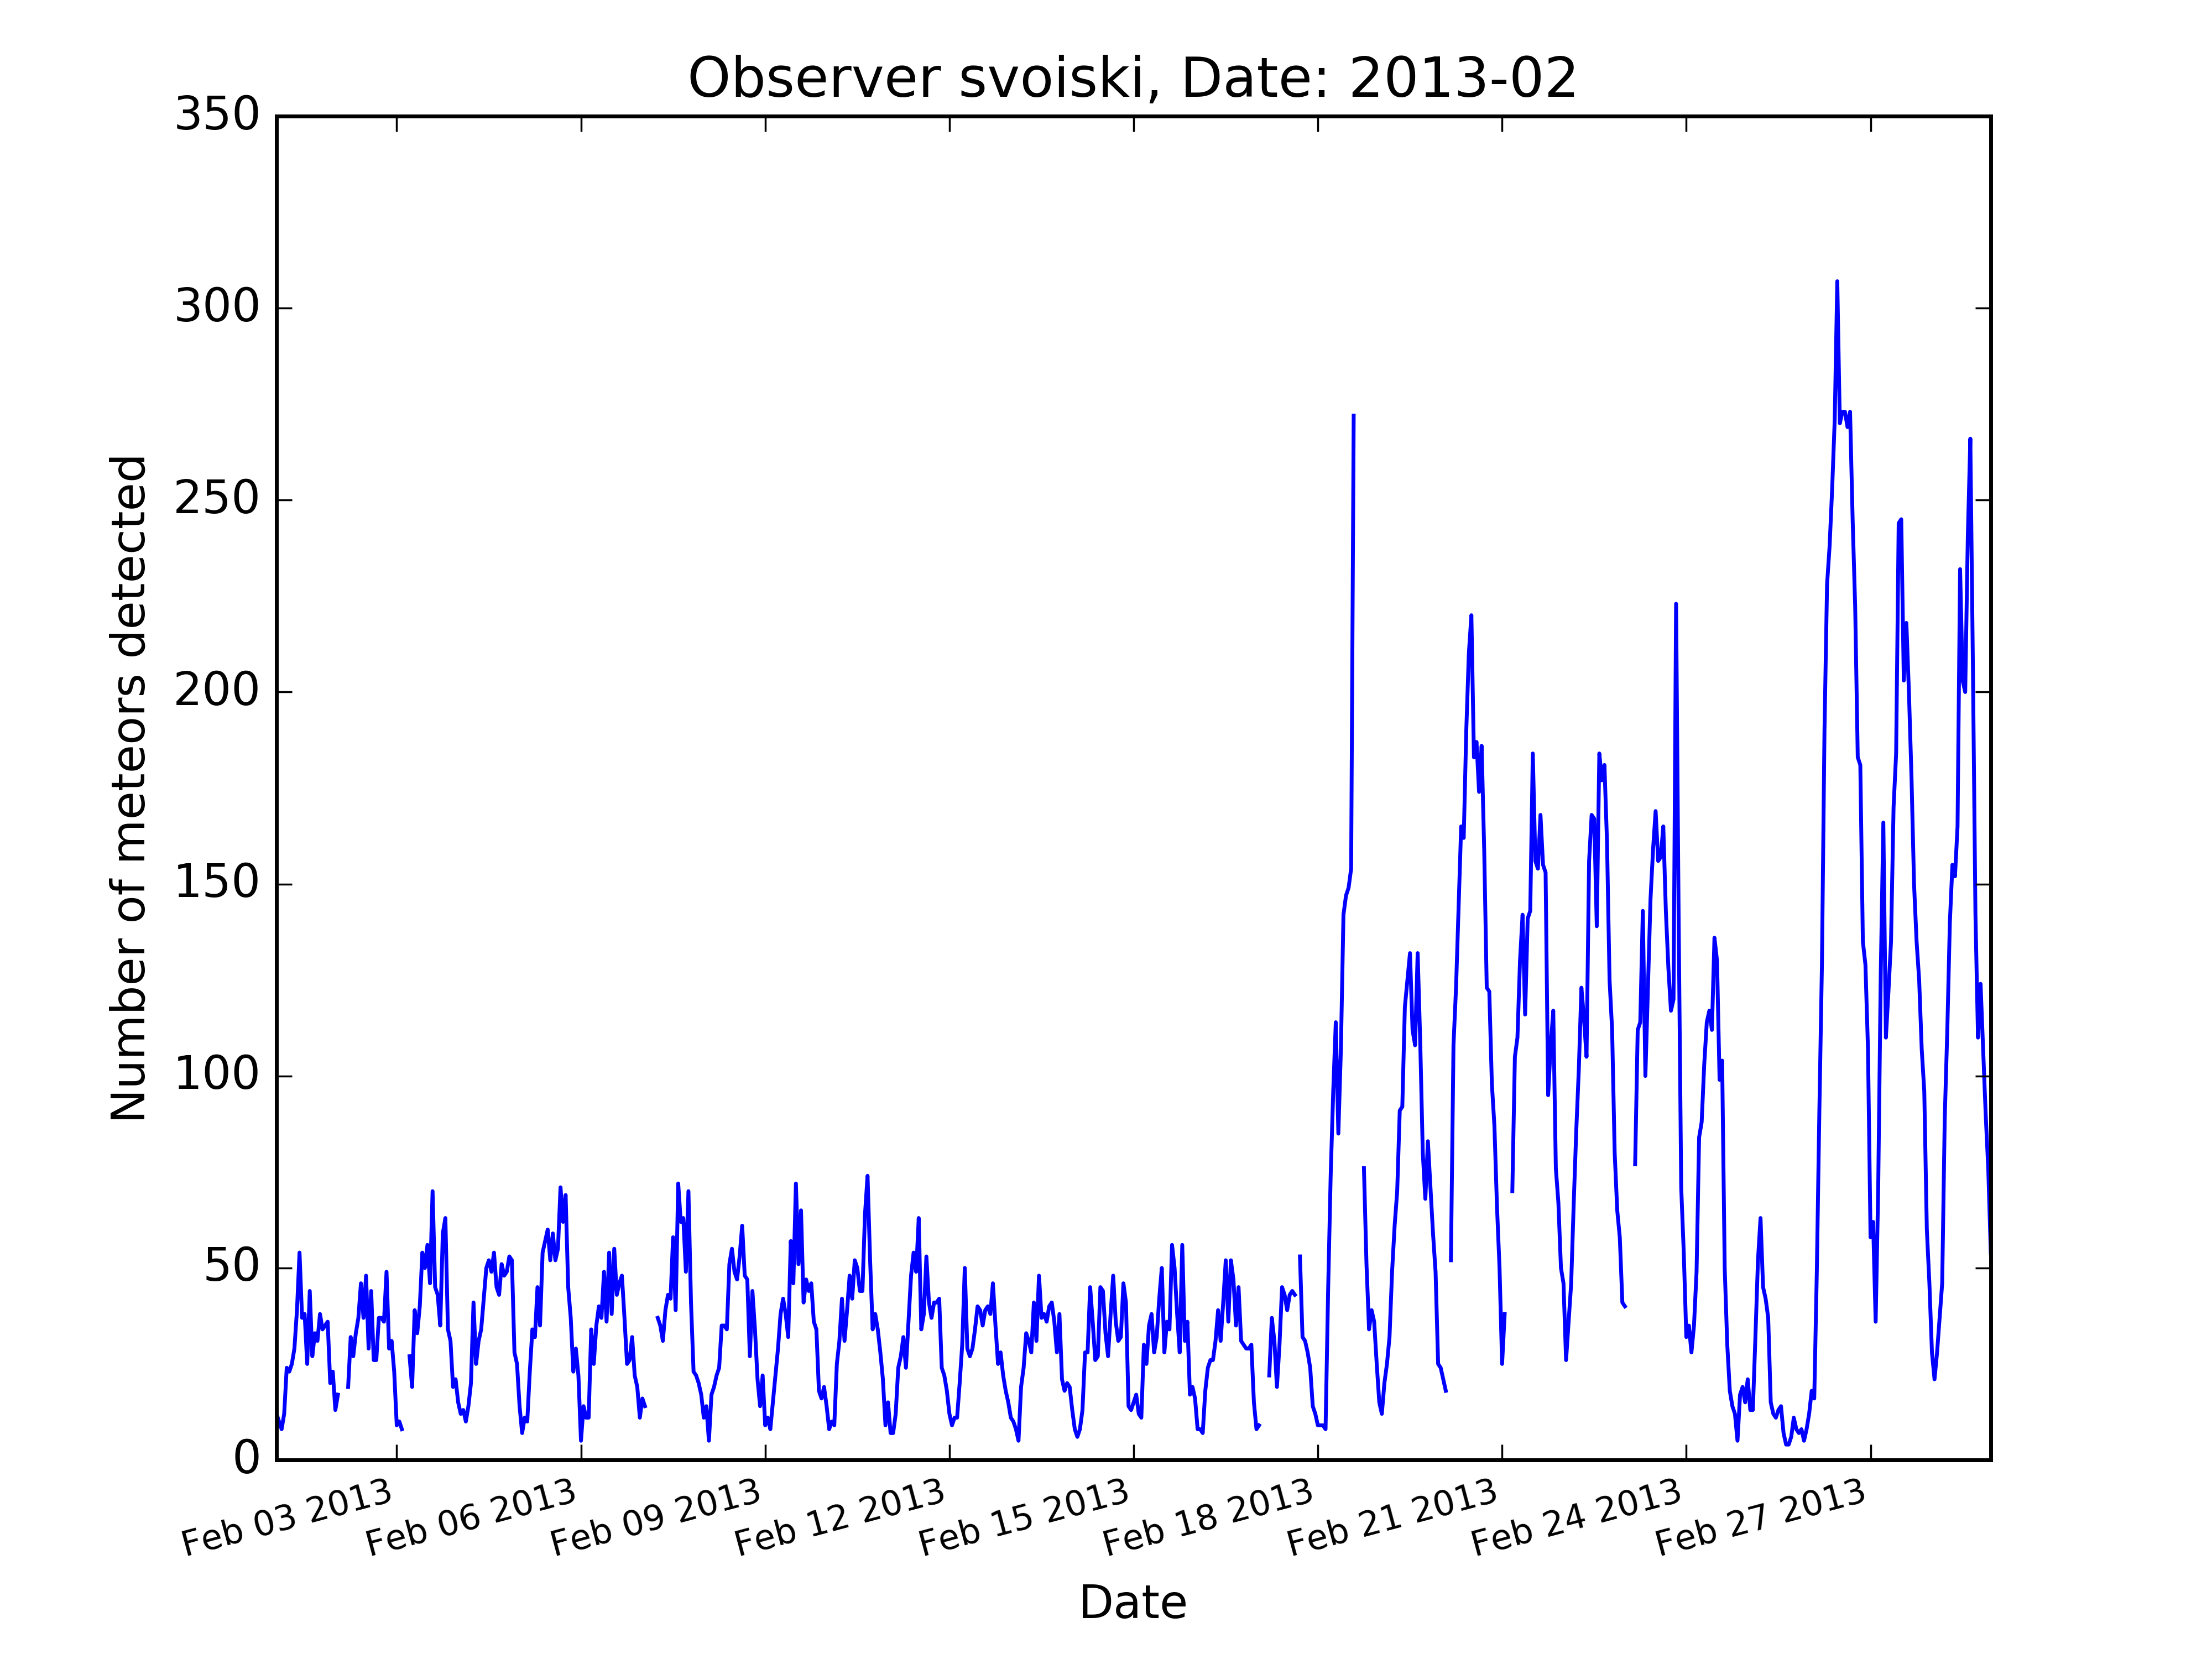 Observer svoiski, Date: 2013-02
350
300
250
200
150
100
50
0
Number of meteors detected
Feb 03 2013
Feb 06 2013
Feb 09 2013
Feb 12 2013
Feb 15 2013
Feb 18 2013
Feb 21 2013
Feb 24 2013
Feb 27 2013
Date